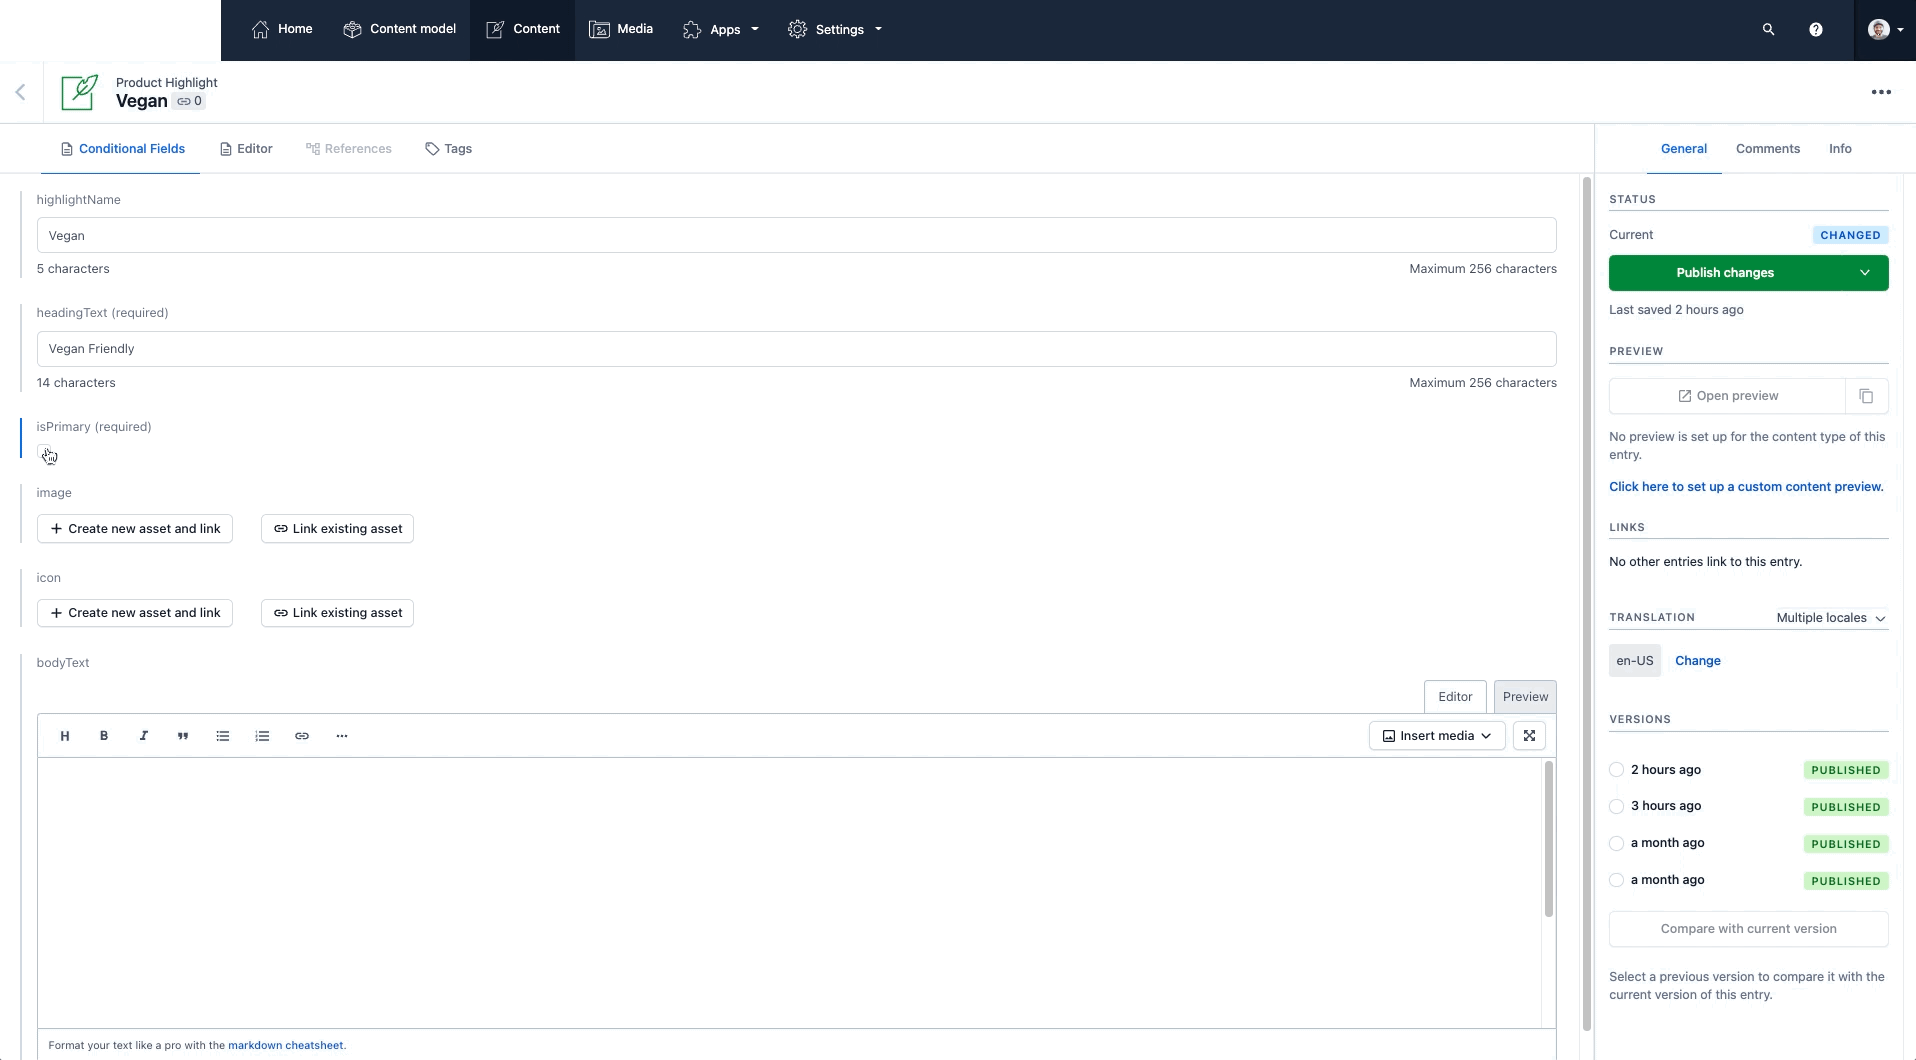 Home
Content model
Content
Media
Apps
Settings
Product Highlight
Vegan 0
Conditional Fields
Editor
References
Tags
General
Comments
Info
highlightName
Vegan
5 characters
Maximum 256 characters
headingText (required)
Vegan Friendly
14 characters
Maximum 256 characters
isPrimary (required)
image
+ Create new asset and link
Link existing asset
icon
+ Create new asset and link
Link existing asset
bodyText
Editor
Preview
H B I
Insert media
Format your text like a pro with the markdown cheatsheet.
STATUS
Current CHANGED
Publish changes
Last saved 2 hours ago
PREVIEW
Open preview
No preview is set up for the content type of this
entry.
Click here to set up a custom content preview.
LINKS
No other entries link to this entry.
TRANSLATION Multiple locales
en-US Change
VERSIONS
2 hours ago PUBLISHED
3 hours ago PUBLISHED
a month ago PUBLISHED
a month ago PUBLISHED
Compare with current version
Select a previous version to compare it with the
current version of this entry.